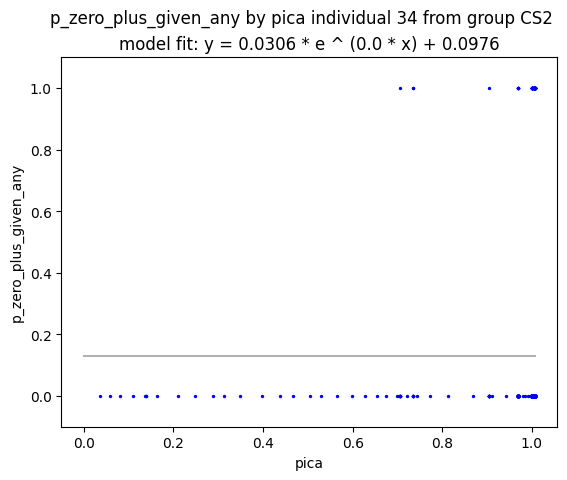 p_zero_plus_given_any by pica individual 34 from group CS2
model fit: y = 0.0306 * e ^ (0.0 * x) + 0.0976
1.0
0.8
0.6
0.4
0.2
0.0
p_zero_plus_given_any
0.0 0.2 0.4 0.6 0.8 1.0
pica